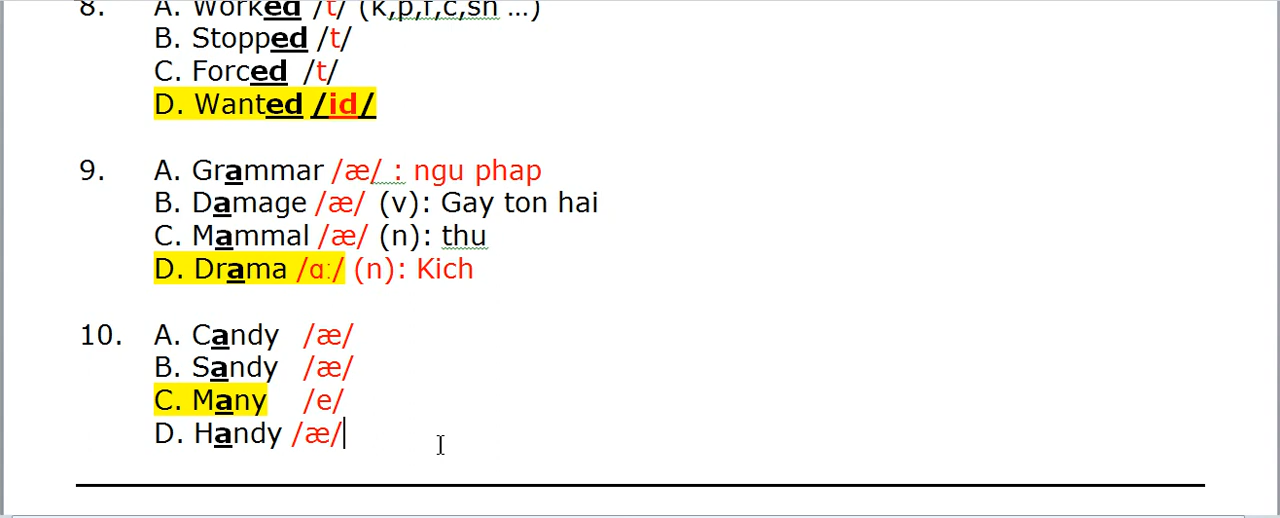 8. A. Worked /t/ (k,p,f,c,sh ...)
B. Stopped /t/
C. Forced /t/
D. Wanted /id/
9. A. Grammar /æ/ : ngu phap
B. Damage /æ/ (v): Gay ton hai
C. Mammal /æ/ (n): thu
D. Drama /ɑː/ (n): Kich
10. A. Candy /æ/
B. Sandy /æ/
C. Many /e/
D. Handy /æ/